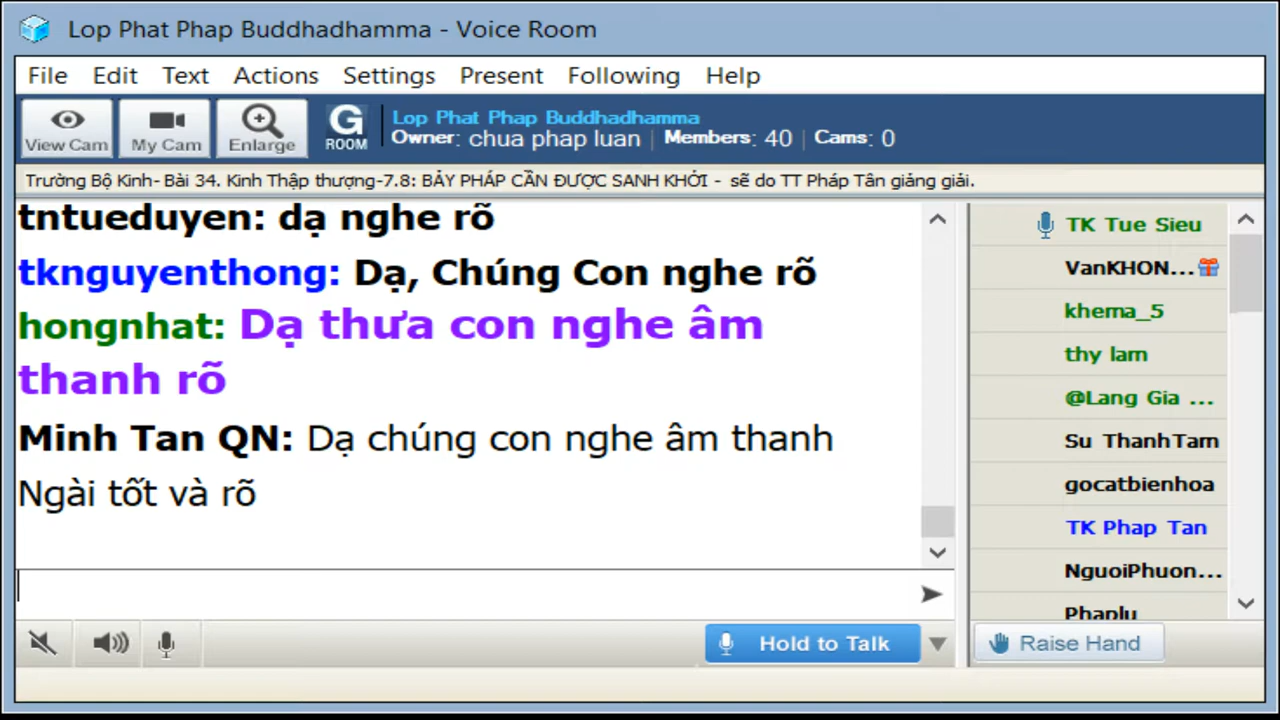 Lop Phat Phap Buddhadhamma - Voice Room
File Edit Text Actions Settings Present Following Help
View Cam My Cam Enlarge G ROOM
Lop Phat Phap Buddhadhamma
Owner: chua phap luan | Members: 40 | Cams: 0
Trường Bộ Kinh- Bài 34. Kinh Thập thượng-7.8: BẢY PHÁP CẦN ĐƯỢC SANH KHỞI - sẽ do TT Pháp Tân giảng giải.
tntueduyen: dạ nghe rõ
tknguyenthong: Dạ, Chúng Con nghe rõ
hongnhat: Dạ thưa con nghe âm
thanh rõ
Minh Tan QN: Dạ chúng con nghe âm thanh
Ngài tốt và rõ
TK Tue Sieu
VanKHON...
khema_5
thy lam
@Lang Gia ...
Su ThanhTam
gocatbienhoa
TK Phap Tan
NguoiPhuon...
Phaplu
Hold to Talk
Raise Hand